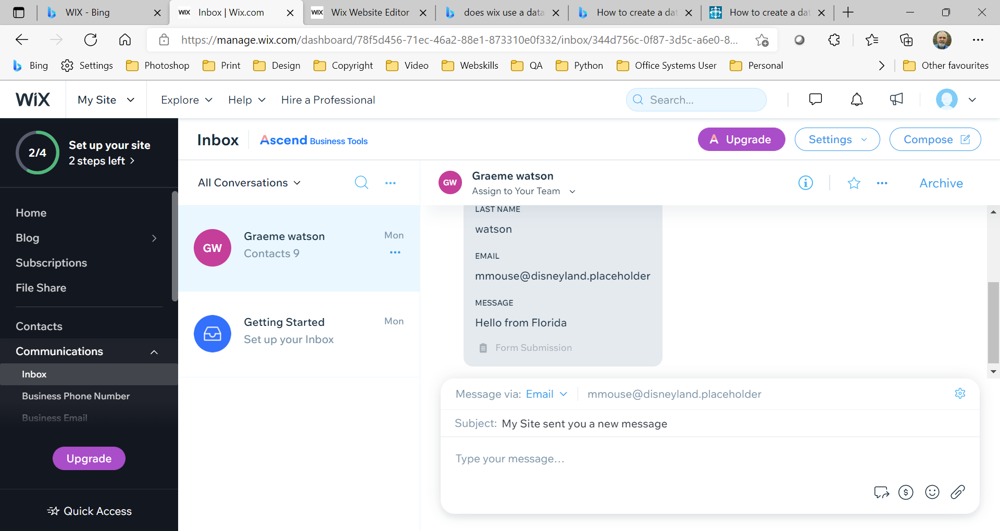 WIX - Bing
WIX Inbox | Wix.com
WIX Wix Website Editor
does wix use a data
How to create a dat
How to create a dat
https://manage.wix.com/dashboard/78f5d456-71ec-46a2-88e1-873310e0f332/inbox/344d756c-0f87-3d5c-a6e0-8...
Bing Settings Photoshop Print Design Copyright Video Webskills QA Python Office Systems User Personal Other favourites
WIX My Site Explore Help Hire a Professional Search...
2/4
Set up your site
2 steps left
Home
Blog
Subscriptions
File Share
Contacts
Communications
Inbox
Business Phone Number
Business Email
Upgrade
Quick Access
Inbox Ascend Business Tools
A Upgrade Settings Compose
All Conversations
GW
Graeme watson Mon
Contacts 9
Getting Started Mon
Set up your Inbox
GW
Graeme watson
Assign to Your Team
Archive
LAST NAME
watson
EMAIL
mmouse@disneyland.placeholder
MESSAGE
Hello from Florida
Form Submission
Message via: Email mmouse@disneyland.placeholder
Subject: My Site sent you a new message
Type your message...